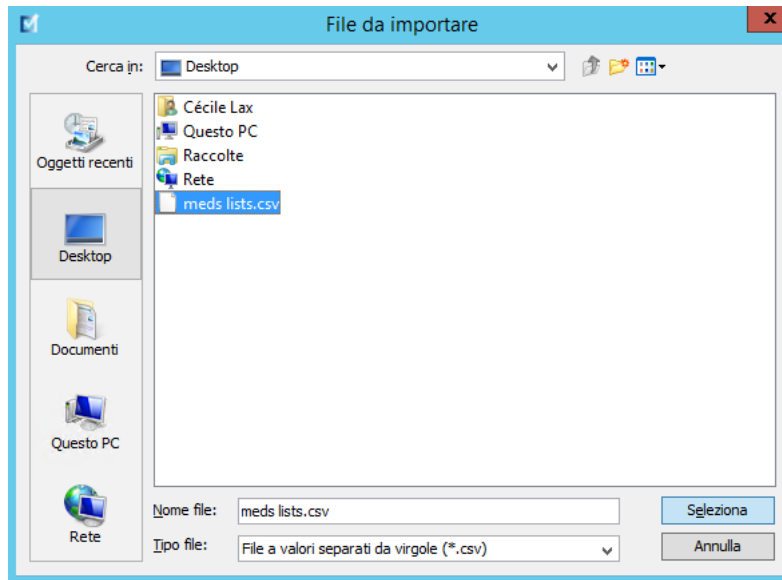 File da importare
x
Cerca in:
Desktop
Oggetti recenti
Desktop
Documenti
Questo PC
Rete
Cécile Lax
Questo PC
Raccolte
Rete
meds lists.csv
Nome file:
meds lists.csv
Seleziona
Tipo file:
File a valori separati da virgole (*.csv)
Annulla